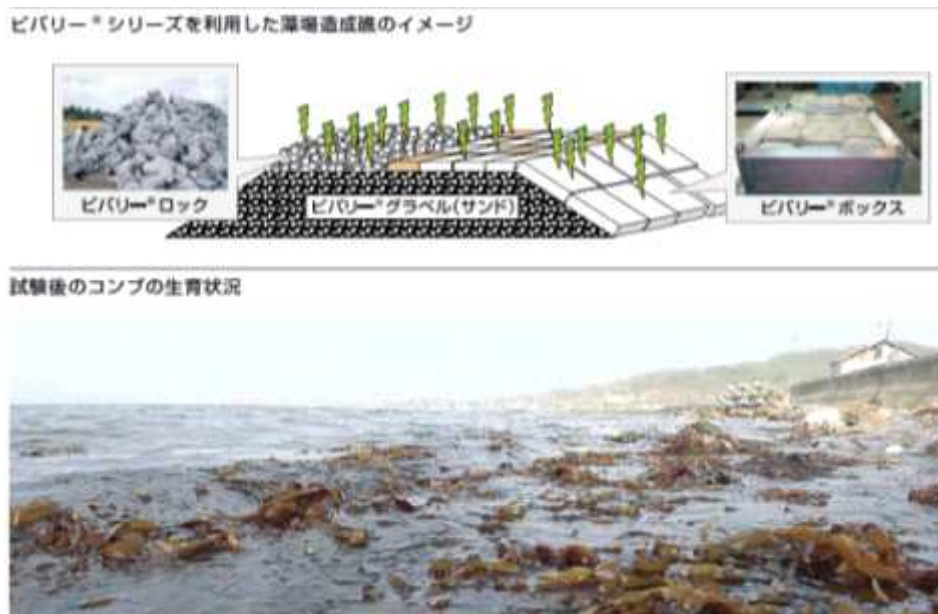 ビバリー®シリーズを利用した藻場造成礁のイメージ
ビバリー®ロック
ビバリー®グラベル(サンド)
ビバリー®ボックス
試験後のコンブの生育状況